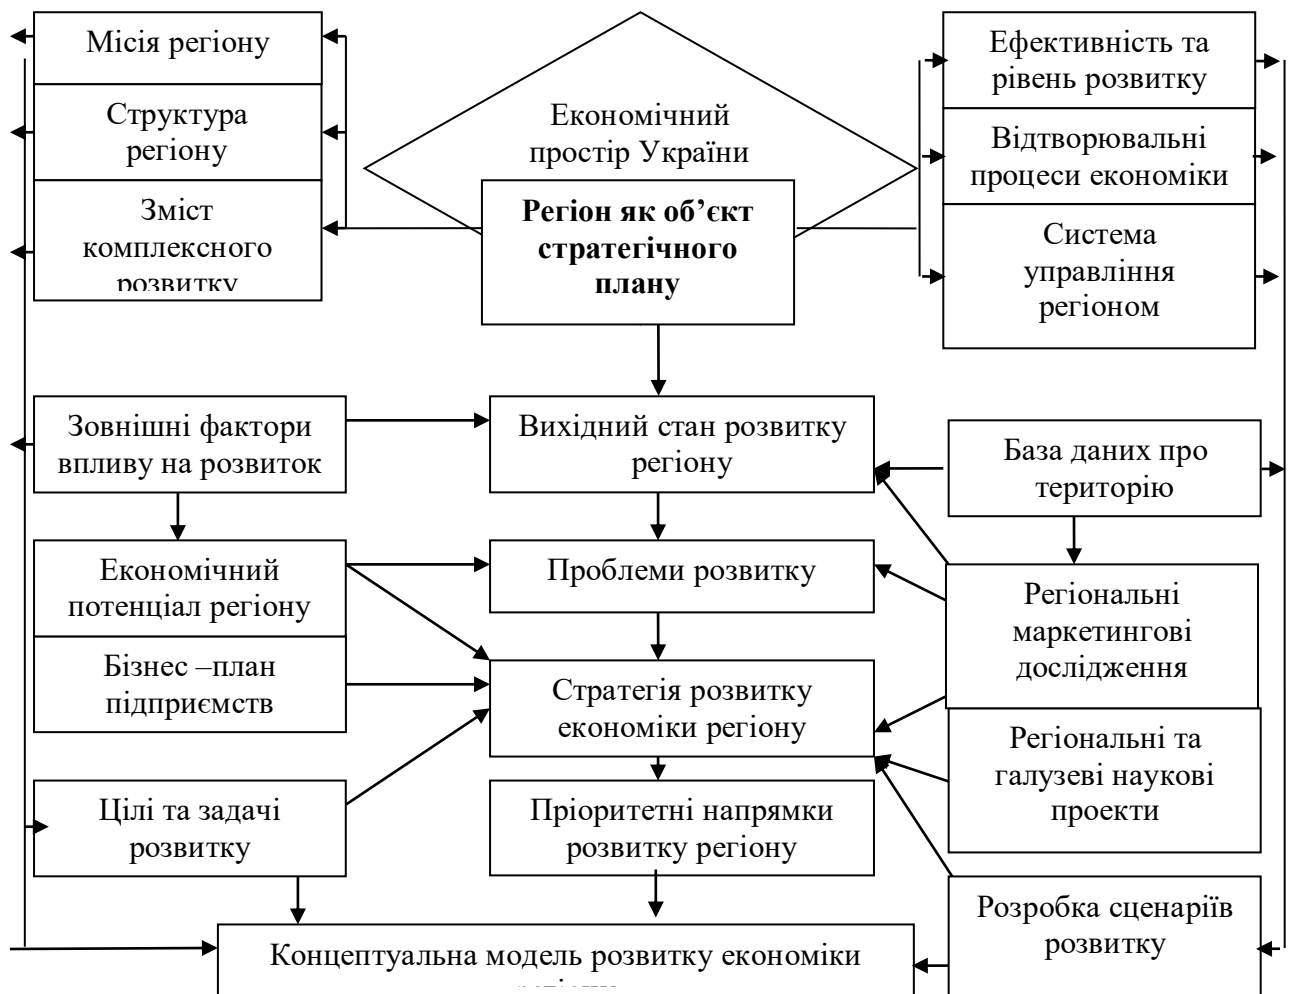 Місія регіону
Структура
регіону
Зміст
комплексного
розвитку
Економічний
простір України
Регіон як об’єкт
стратегічного
плану
Ефективність та
рівень розвитку
Відтворювальні
процеси економіки
Система
управління
регіоном
Зовнішні фактори
впливу на розвиток
Вихідний стан розвитку
регіону
База даних про
територію
Економічний
потенціал регіону
Проблеми розвитку
Регіональні
маркетингові
дослідження
Бізнес –план
підприємств
Стратегія розвитку
економіки регіону
Регіональні та
галузеві наукові
проекти
Цілі та задачі
розвитку
Пріоритетні напрямки
розвитку регіону
Розробка сценаріїв
розвитку
Концептуальна модель розвитку економіки